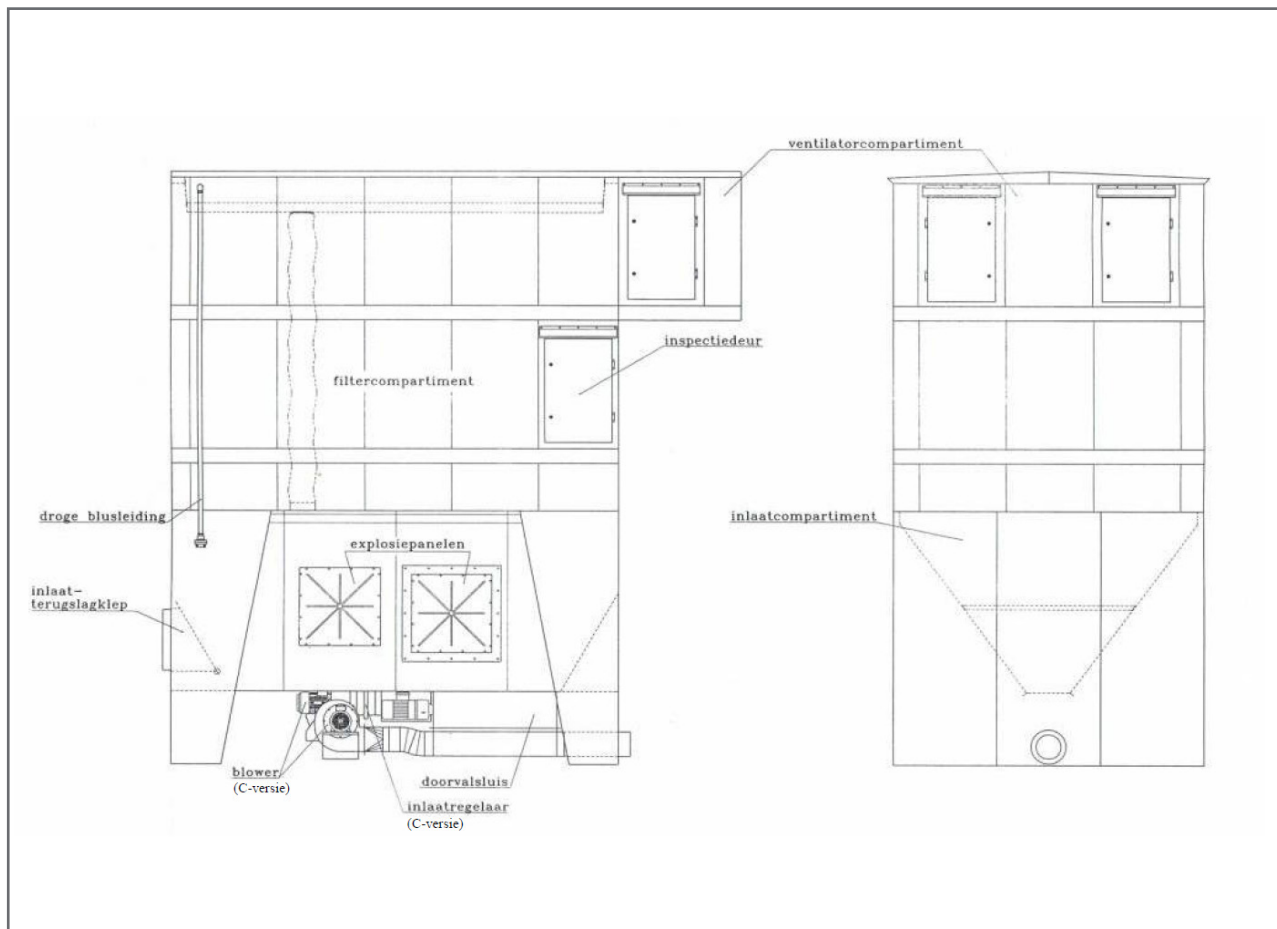 ventilatorcompartiment
inspectiedeur
filtercompartiment
droge blusleiding
inlaatcompartiment
explosiepanelen
inlaat-
terugslagklep
blower
(C-versie)
doorvalsluis
inlaatregelaar
(C-versie)